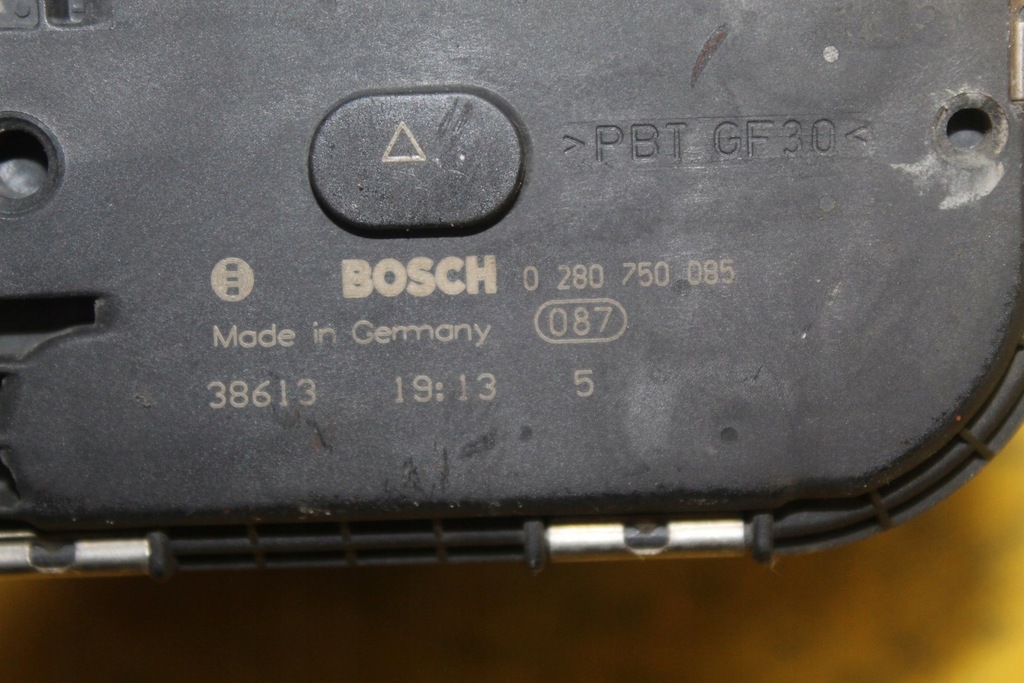 >PBT GF30<
BOSCH 0 280 750 085
Made in Germany 087
38613 19:13 5